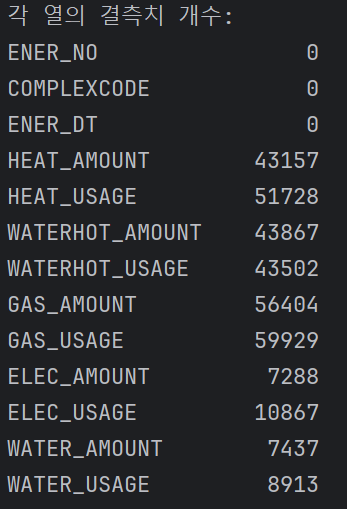 각 열의 결측치 개수:
ENER_NO 0
COMPLEXCODE 0
ENER_DT 0
HEAT_AMOUNT 43157
HEAT_USAGE 51728
WATERHOT_AMOUNT 43867
WATERHOT_USAGE 43502
GAS_AMOUNT 56404
GAS_USAGE 59929
ELEC_AMOUNT 7288
ELEC_USAGE 10867
WATER_AMOUNT 7437
WATER_USAGE 8913